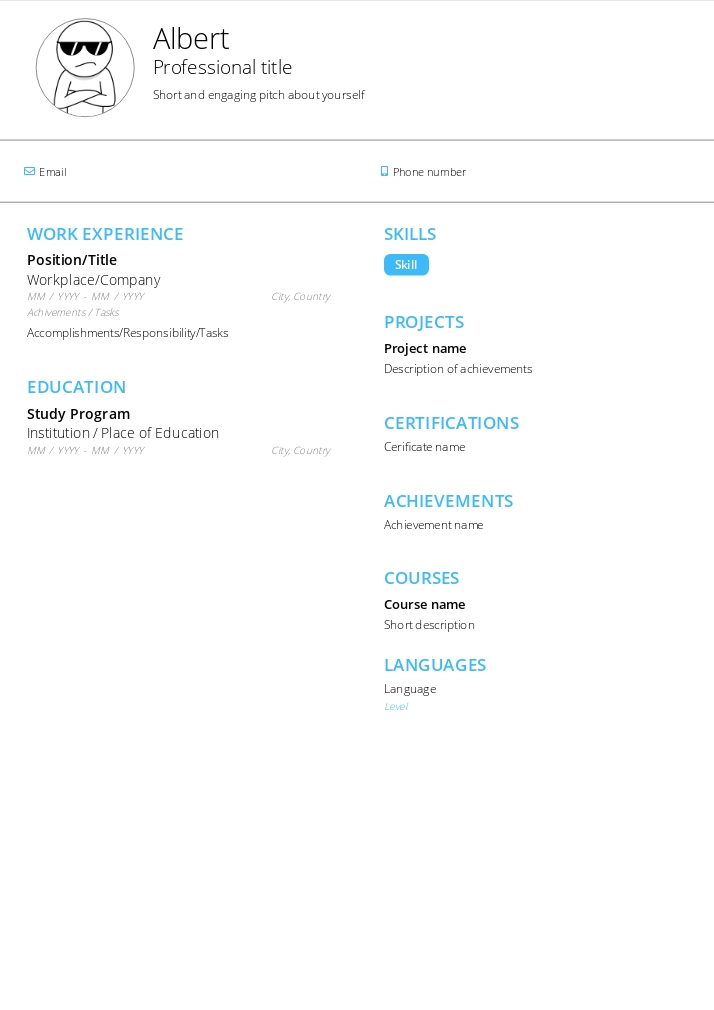 Albert
Professional title
Short and engaging pitch about yourself
Email
Phone number
WORK EXPERIENCE
Position/Title
Workplace/Company
MM / YYYY - MM / YYYY City, Country
Achivements / Tasks
Accomplishments/Responsibility/Tasks
EDUCATION
Study Program
Institution / Place of Education
MM / YYYY - MM / YYYY City, Country
SKILLS
Skill
PROJECTS
Project name
Description of achievements
CERTIFICATIONS
Cerificate name
ACHIEVEMENTS
Achievement name
COURSES
Course name
Short description
LANGUAGES
Language
Level